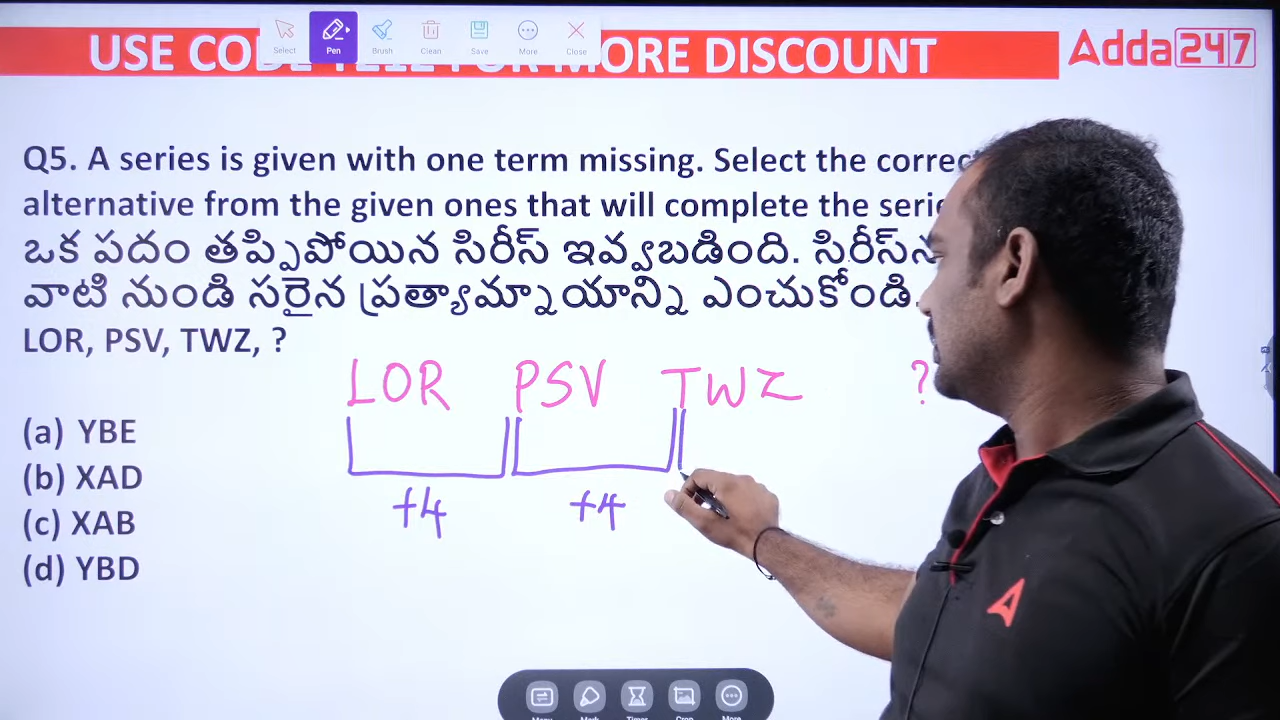 Select
Pen
Brush
Clean
Save
More
Close
USE CODE FOR MORE DISCOUNT
Adda247
Q5. A series is given with one term missing. Select the correct
alternative from the given ones that will complete the
ఒక పదం తప్పిపోయిన సిరీస్ ఇవ్వబడింది.
వాటి నుండి సరైన ప్రత్యామ్నాయాన్ని ఎంచుకోండి.
LOR, PSV, TWZ, ?
LOR PSV TWZ ?
(a) YBE
(b) XAD
(c) XAB
(d) YBD
+4 +4